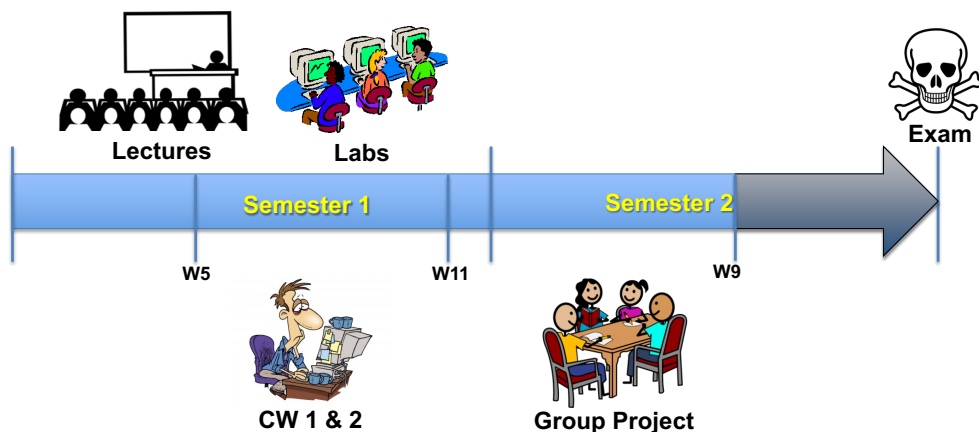 Lectures
Labs
Exam
Semester 1
Semester 2
W5
W11
W9
CW 1 & 2
Group Project